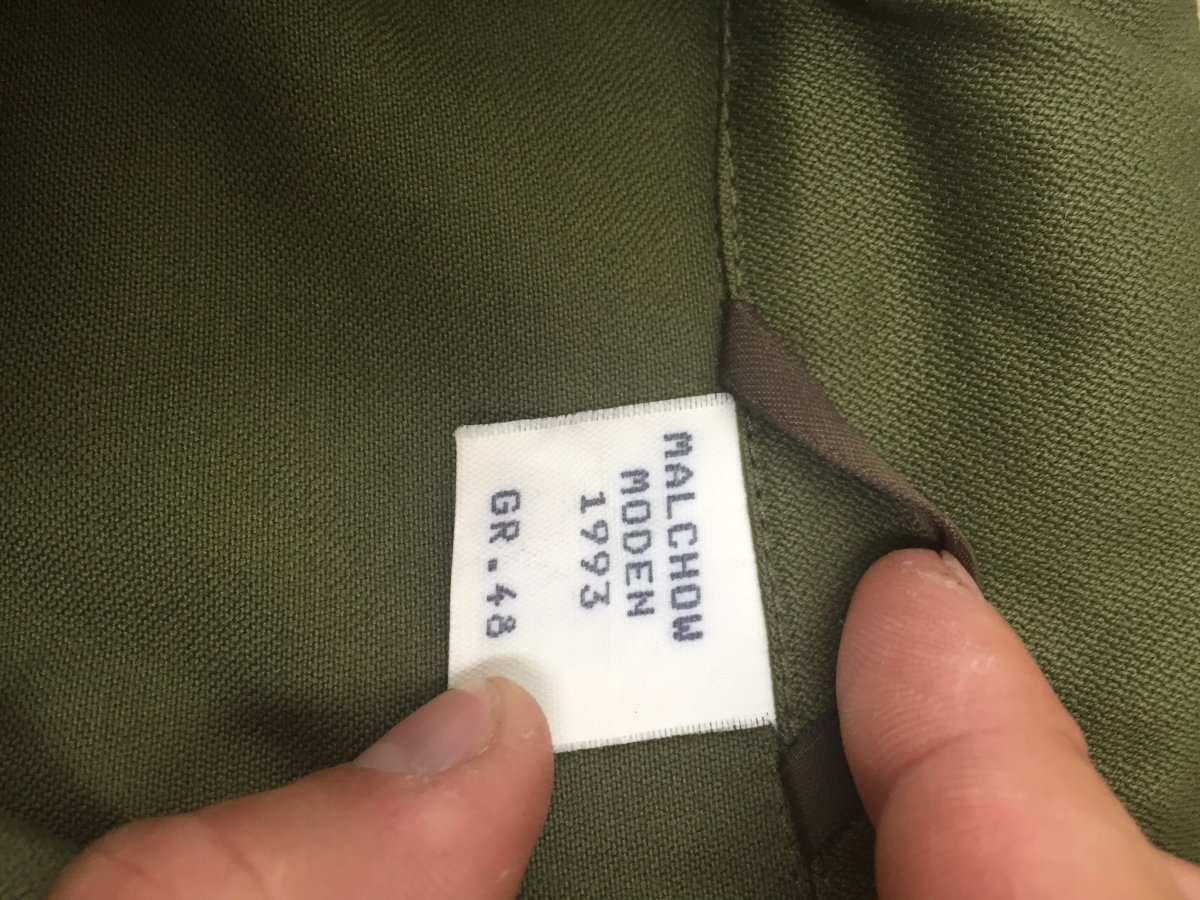 MALCHOW
MODEN
1993
GR.48